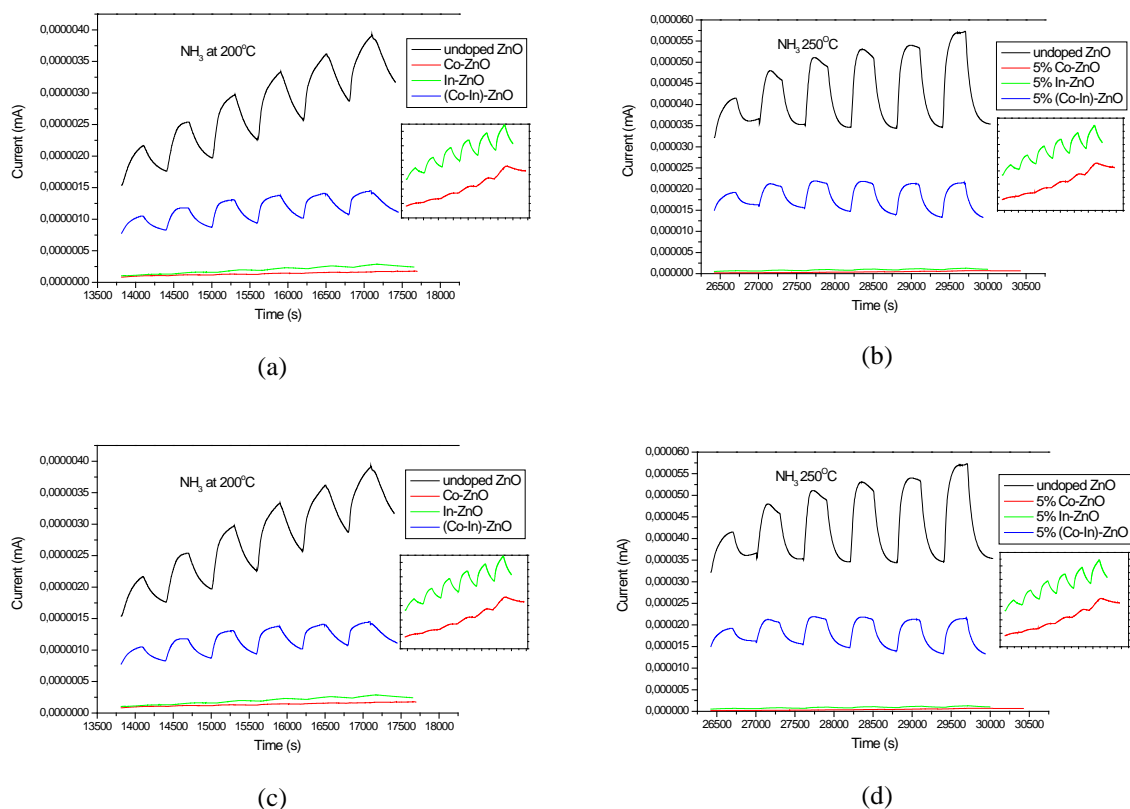 0,0000040
0,0000035
0,0000030
0,0000025
0,0000020
0,0000015
0,0000010
0,0000005
0,0000000
Current (mA)
NH3 at 200°C
undoped ZnO
Co-ZnO
In-ZnO
(Co-In)-ZnO
13500 14000 14500 15000 15500 16000 16500 17000 17500 18000
Time (s)
(a)
0,000060
0,000055
0,000050
0,000045
0,000040
0,000035
0,000030
0,000025
0,000020
0,000015
0,000010
0,000005
0,000000
Current (mA)
NH3 250°C
undoped ZnO
5% Co-ZnO
5% In-ZnO
5% (Co-In)-ZnO
26500 27000 27500 28000 28500 29000 29500 30000 30500
Time (s)
(b)
0,0000040
0,0000035
0,0000030
0,0000025
0,0000020
0,0000015
0,0000010
0,0000005
0,0000000
Current (mA)
NH3 at 200°C
undoped ZnO
Co-ZnO
In-ZnO
(Co-In)-ZnO
13500 14000 14500 15000 15500 16000 16500 17000 17500 18000
Time (s)
(c)
0,000060
0,000055
0,000050
0,000045
0,000040
0,000035
0,000030
0,000025
0,000020
0,000015
0,000010
0,000005
0,000000
Current (mA)
NH3 250°C
undoped ZnO
5% Co-ZnO
5% In-ZnO
5% (Co-In)-ZnO
26500 27000 27500 28000 28500 29000 29500 30000 30500
Time (s)
(d)